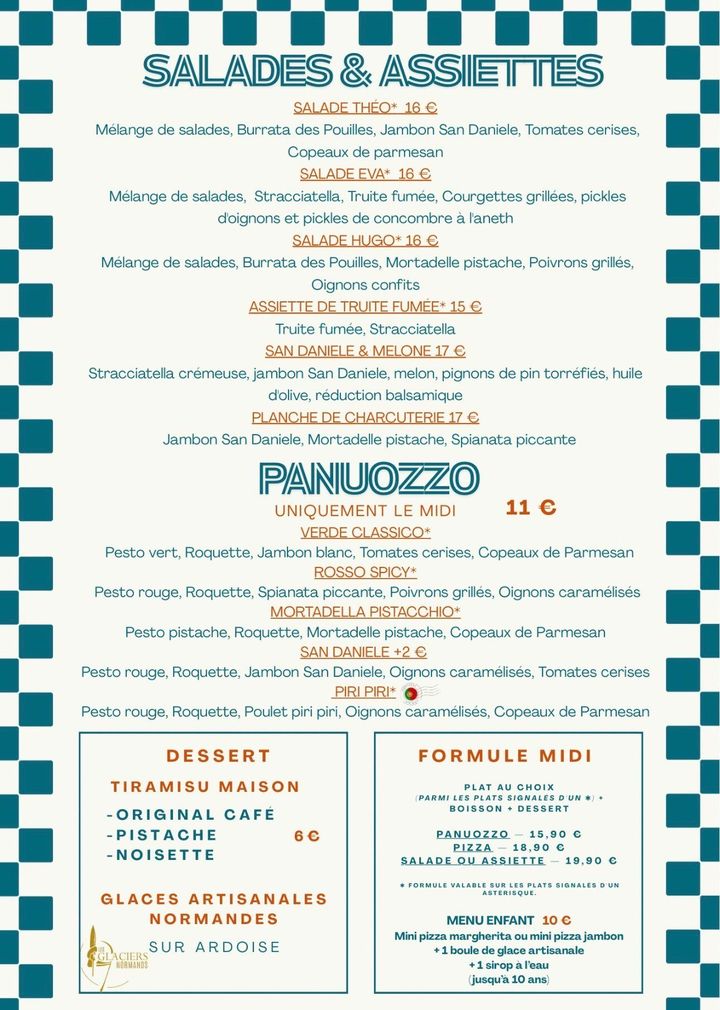 SALADES & ASSIETTES
SALADE THÉO* 16 €
Mélange de salades, Burrata des Pouilles, Jambon San Daniele, Tomates cerises,
Copeaux de parmesan
SALADE EVA* 16 €
Mélange de salades, Stracciatella, Truite fumée, Courgettes grillées, pickles
d'oignons et pickles de concombre à l'aneth
SALADE HUGO* 16 €
Mélange de salades, Burrata des Pouilles, Mortadelle pistache, Poivrons grillés,
Oignons confits
ASSIETTE DE TRUITE FUMÉE* 15 €
Truite fumée, Stracciatella
SAN DANIELE & MELONE 17 €
Stracciatella crémeuse, jambon San Daniele, melon, pignons de pin torréfiés, huile
d'olive, réduction balsamique
PLANCHE DE CHARCUTERIE 17 €
Jambon San Daniele, Mortadelle pistache, Spianata piccante
PANUOZZO
UNIQUEMENT LE MIDI 11 €
VERDE CLASSICO*
Pesto vert, Roquette, Jambon blanc, Tomates cerises, Copeaux de Parmesan
ROSSO SPICY*
Pesto rouge, Roquette, Spianata piccante, Poivrons grillés, Oignons caramélisés
MORTADELLA PISTACCHIO*
Pesto pistache, Roquette, Mortadelle pistache, Copeaux de Parmesan
SAN DANIELE +2 €
Pesto rouge, Roquette, Jambon San Daniele, Oignons caramélisés, Tomates cerises
PIRI PIRI*
Pesto rouge, Roquette, Poulet piri piri, Oignons caramélisés, Copeaux de Parmesan
DESSERT
TIRAMISU MAISON
-ORIGINAL CAFÉ
-PISTACHE 6 €
-NOISETTE
GLACES ARTISANALES
NORMANDES
SUR ARDOISE
GLACIERS
NORMANDS
FORMULE MIDI
PLAT AU CHOIX
(PARMI LES PLATS SIGNALES D'UN *) +
BOISSON + DESSERT
PANUOZZO — 15,90 €
PIZZA — 18,90 €
SALADE OU ASSIETTE — 19,90 €
* FORMULE VALABLE SUR LES PLATS SIGNALES D'UN
ASTERISQUE.
MENU ENFANT 10 €
Mini pizza margherita ou mini pizza jambon
+ 1 boule de glace artisanale
+ 1 sirop à l'eau
(jusqu'à 10 ans)